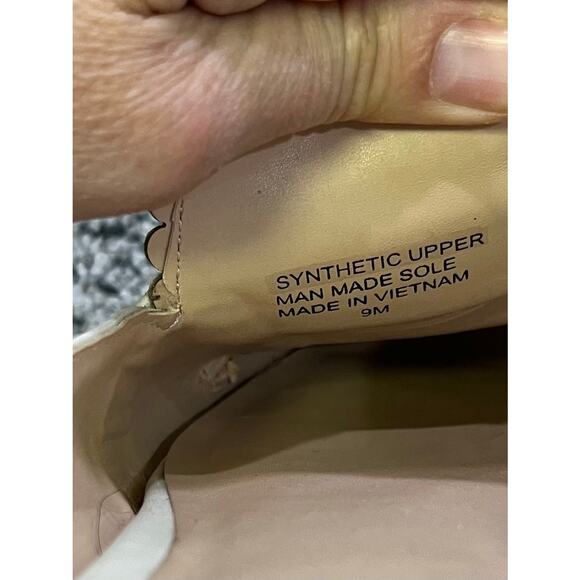 SYNTHETIC UPPER
MAN MADE SOLE
MADE IN VIETNAM
9M